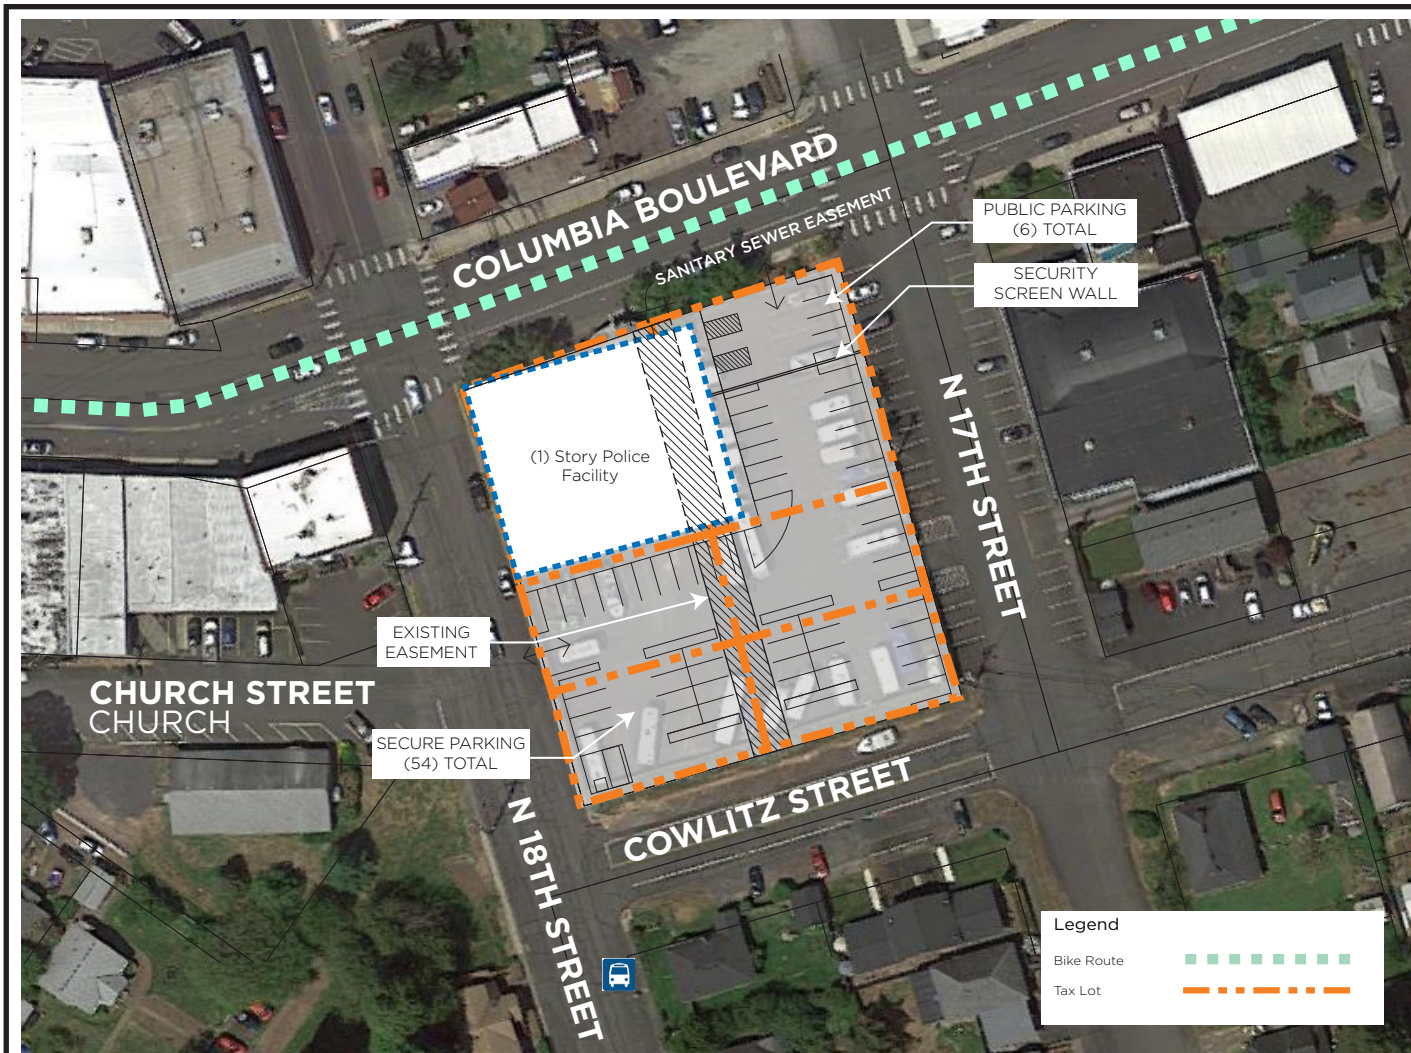 COLUMBIA BOULEVARD
SANITARY SEWER EASEMENT
PUBLIC PARKING
(6) TOTAL
SECURITY
SCREEN WALL
N 17TH STREET
(1) Story Police
Facility
EXISTING
EASEMENT
CHURCH STREET
CHURCH
SECURE PARKING
(54) TOTAL
N 18TH STREET
COWLITZ STREET
Legend
Bike Route
Tax Lot